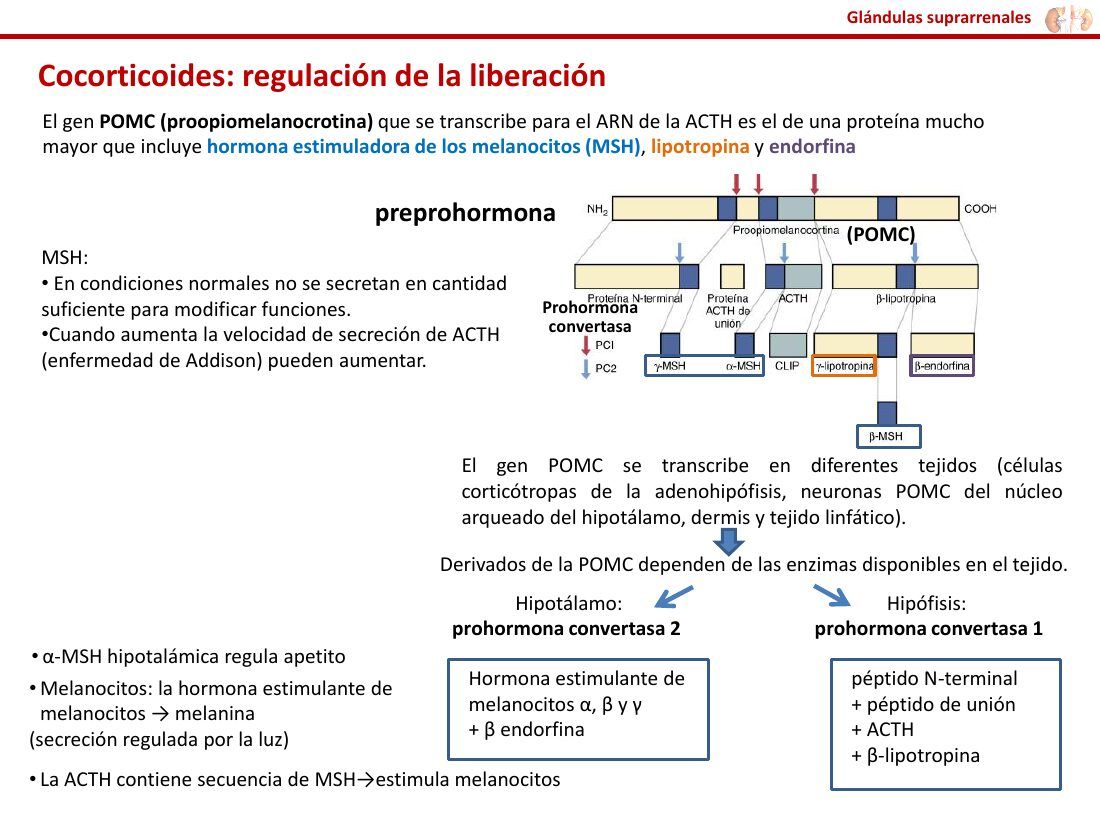 Glándulas suprarrenales
Cocorticoides: regulación de la liberación
El gen POMC (proopiomelanocrotina) que se transcribe para el ARN de la ACTH es el de una proteína mucho
mayor que incluye hormona estimuladora de los melanocitos (MSH), lipotropina y endorfina
preprohormona
NH2
COOH
Proopiomelanocortina (POMC)
MSH:
• En condiciones normales no se secretan en cantidad
suficiente para modificar funciones.
•Cuando aumenta la velocidad de secreción de ACTH
(enfermedad de Addison) pueden aumentar.
Proteína N-terminal
Proteína
ACTH de
unión
ACTH
β-lipotropina
Prohormona
convertasa
PCI
PC2
γ-MSH
α-MSH
CLIP
γ-lipotropina
β-endorfina
β-MSH
El gen POMC se transcribe en diferentes tejidos (células
corticótropas de la adenohipófisis, neuronas POMC del núcleo
arqueado del hipotálamo, dermis y tejido linfático).
Derivados de la POMC dependen de las enzimas disponibles en el tejido.
Hipotálamo:
prohormona convertasa 2
Hipófisis:
prohormona convertasa 1
• α-MSH hipotalámica regula apetito
• Melanocitos: la hormona estimulante de
melanocitos → melanina
(secreción regulada por la luz)
• La ACTH contiene secuencia de MSH→estimula melanocitos
Hormona estimulante de
melanocitos α, β y γ
+ β endorfina
péptido N-terminal
+ péptido de unión
+ ACTH
+ β-lipotropina